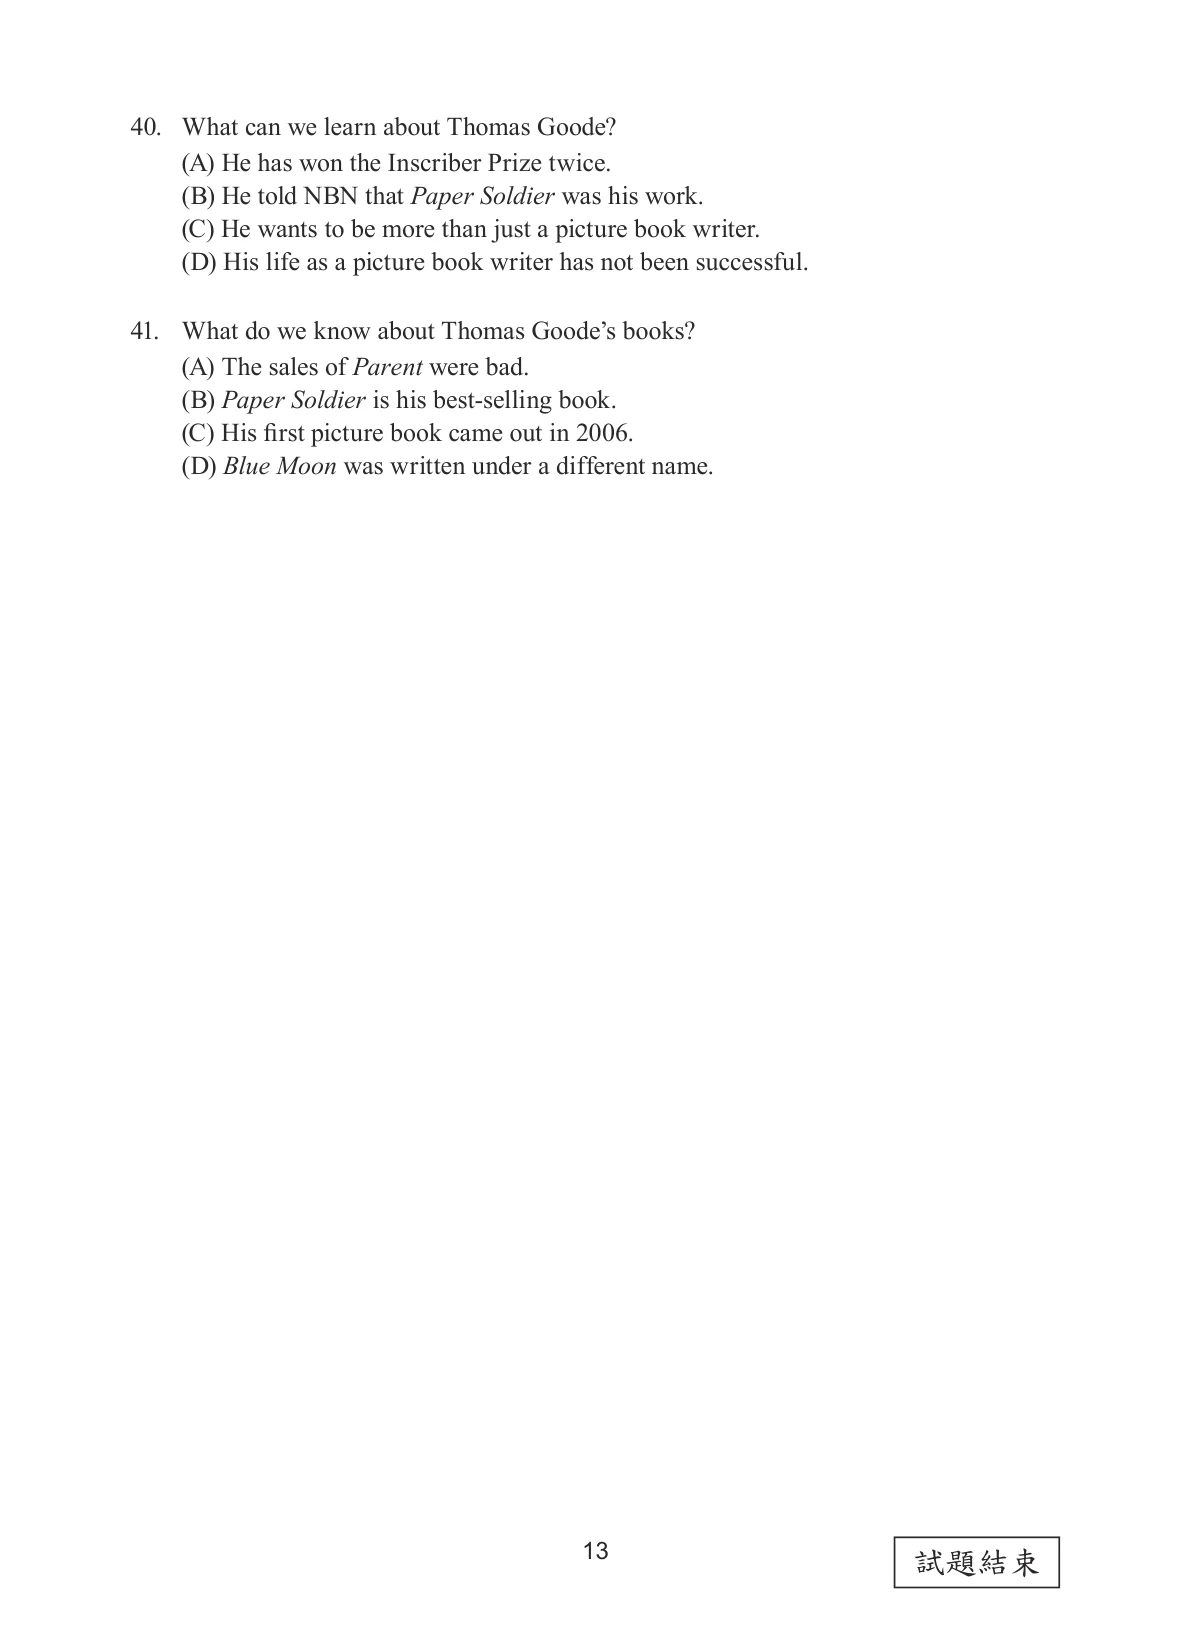 40. What can we learn about Thomas Goode?
(A) He has won the Inscriber Prize twice.
(B) He told NBN that Paper Soldier was his work.
(C) He wants to be more than just a picture book writer.
(D) His life as a picture book writer has not been successful.
41. What do we know about Thomas Goode’s books?
(A) The sales of Parent were bad.
(B) Paper Soldier is his best-selling book.
(C) His first picture book came out in 2006.
(D) Blue Moon was written under a different name.
13
試題結束